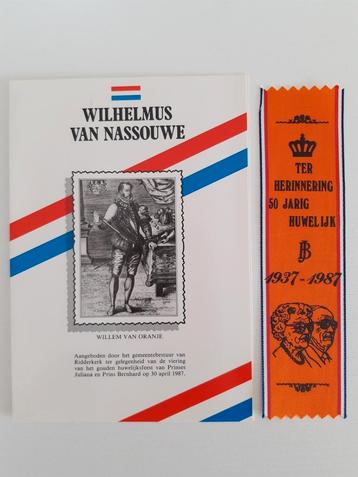 WILHELMUS
VAN NASSOUWE
WILLEM VAN ORANJE
Aangeboden door het gemeentebestuur van
Ridderkerk ter gelegenheid van de viering
van het gouden huwelijksfeest van Prinses
Juliana en Prins Bernhard op 30 april 1987.
TER
HERINNERING
50 JARIG
HUWELIJK
JB
1937-1987